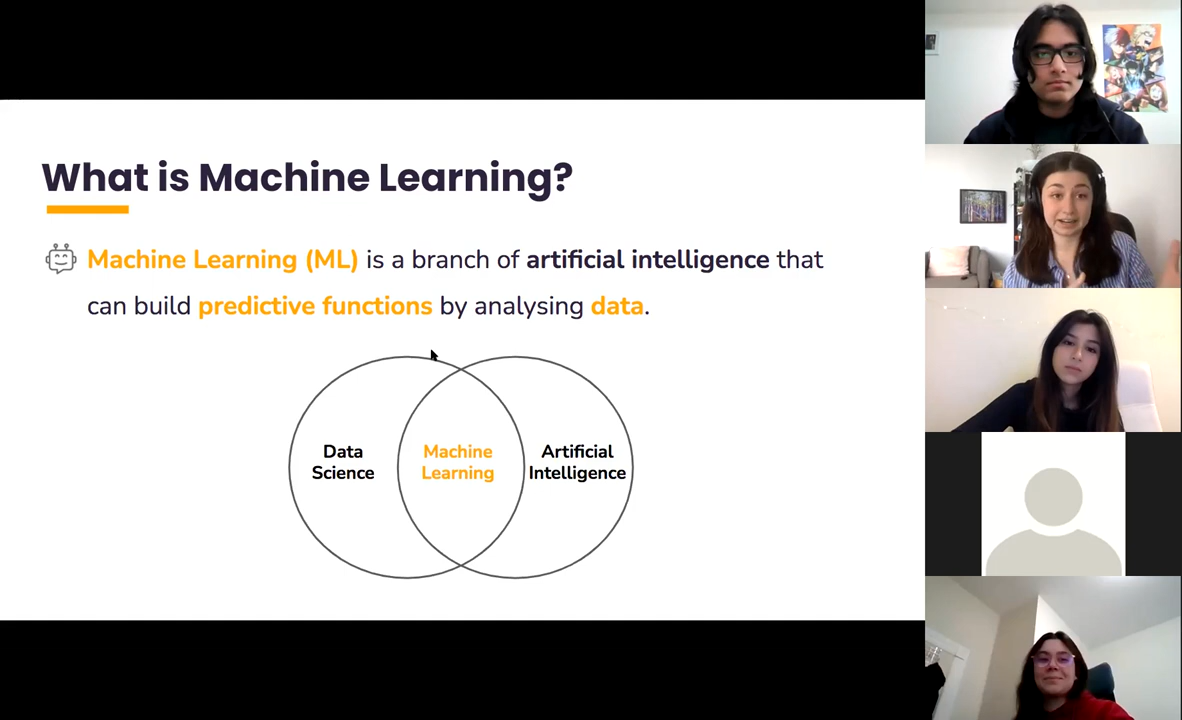 What is Machine Learning?
Machine Learning (ML) is a branch of artificial intelligence that
can build predictive functions by analysing data.
Data
Science
Machine
Learning
Artificial
Intelligence